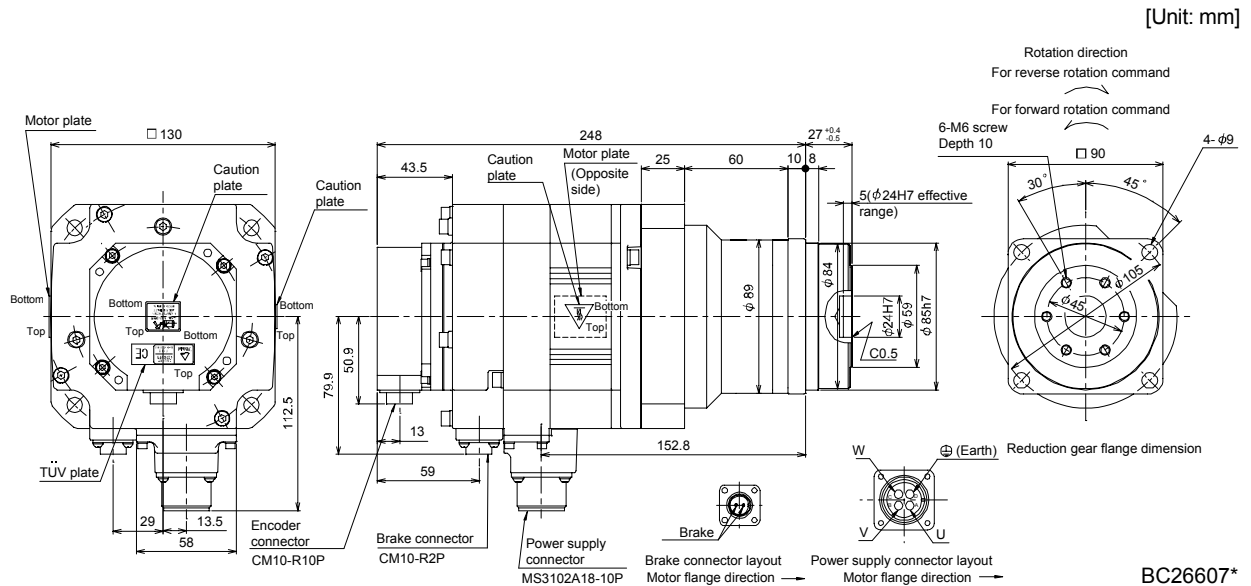 [Unit: mm]
Rotation direction
For reverse rotation command
For forward rotation command
Motor plate
□ 130
Caution
plate
Caution
plate
Bottom
Top
Bottom
Top
Bottom
Top
Bottom
Top
CE
TÜV plate
112.5
29
13.5
58
248
27 +0.4 -0.5
43.5
Caution
plate
Motor plate
(Opposite
side)
25
60
10
8
5(φ24H7 effective
range)
Bottom
Top
φ89
φ84
φ24H7
φ59
φ85h7
C0.5
50.9
79.9
13
59
152.8
Encoder
connector
CM10-R10P
Brake connector
CM10-R2P
Power supply
connector
MS3102A18-10P
6-M6 screw
Depth 10
□ 90
4- φ9
30°
45°
φ105
φ45
Reduction gear flange dimension
Brake
Brake connector layout
Motor flange direction
W
(Earth)
V
U
Power supply connector layout
Motor flange direction
BC26607*